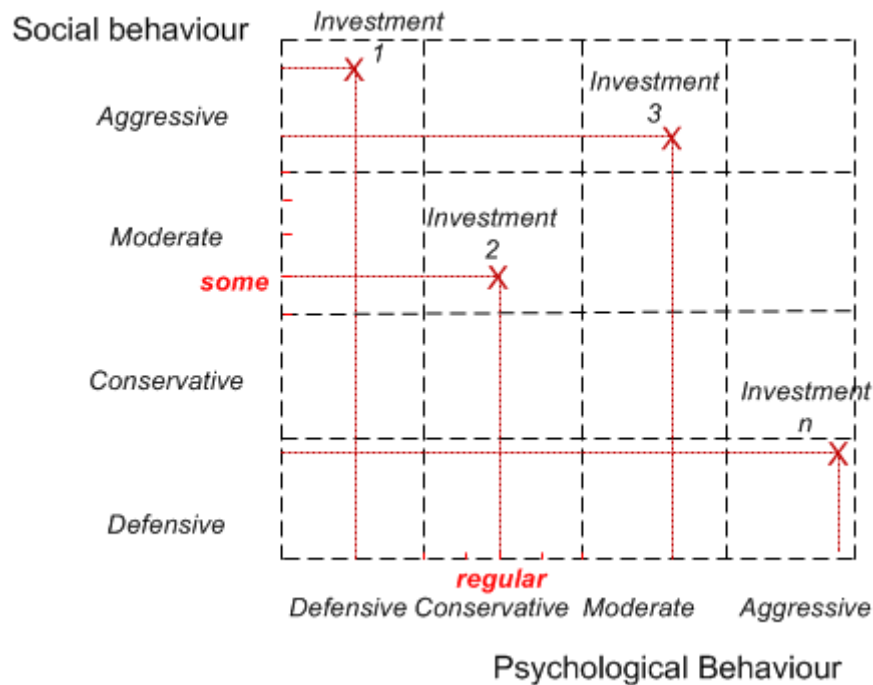 Social behaviour
Investment
1
Investment
3
Aggressive
Investment
2
Moderate
some
Conservative
Investment
n
Defensive
regular
Defensive Conservative Moderate Aggressive
Psychological Behaviour